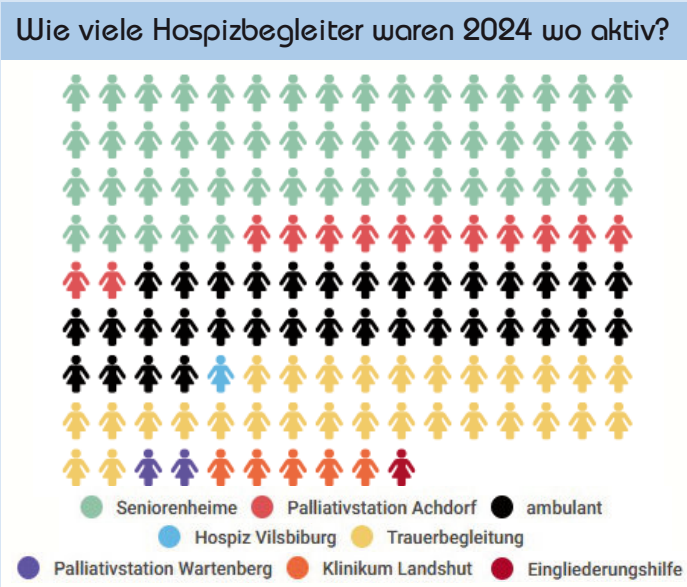 Wie viele Hospizbegleiter waren 2024 wo aktiv?
Seniorenheime Palliativstation Achdorf ambulant
Hospiz Vilsbiburg Trauerbegleitung
Palliativstation Wartenberg Klinikum Landshut Eingliederungshilfe